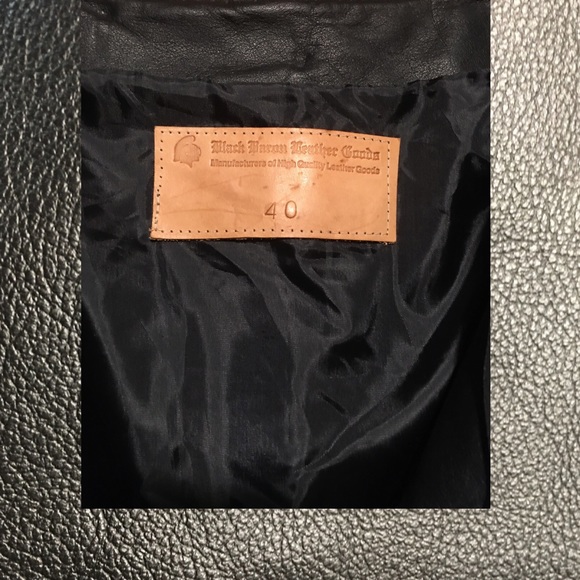 Black Baron Leather Goods
Manufacturers of High Quality Leather Goods
40